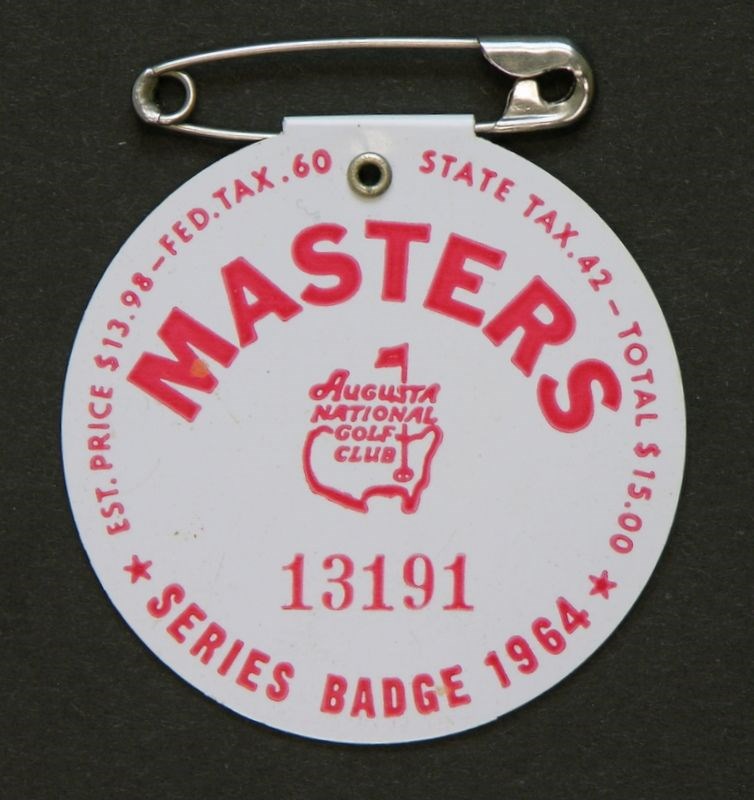 EST. PRICE $13.98-FED.TAX.60 STATE TAX.42-TOTAL $15.00
MASTERS
AUGUSTA
NATIONAL
GOLF
CLUB
13191
★ SERIES BADGE 1964 ★